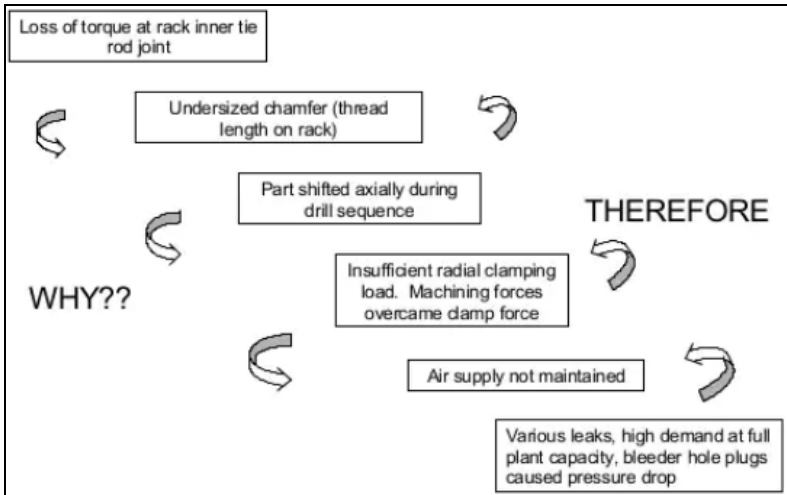 Loss of torque at rack inner tie
rod joint
Undersized chamfer (thread
length on rack)
Part shifted axially during
drill sequence
THEREFORE
Insufficient radial clamping
load. Machining forces
overcame clamp force
WHY??
Air supply not maintained
Various leaks, high demand at full
plant capacity, bleeder hole plugs
caused pressure drop